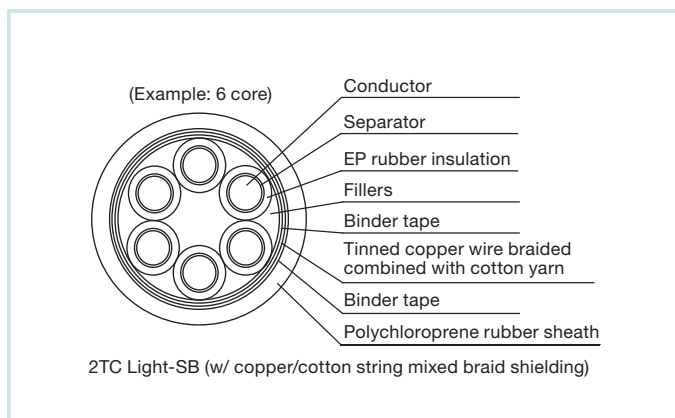 (Example: 6 core)
Conductor
Separator
EP rubber insulation
Fillers
Binder tape
Tinned copper wire braided
combined with cotton yarn
Binder tape
Polychloroprene rubber sheath
2TC Light-SB (w/ copper/cotton string mixed braid shielding)